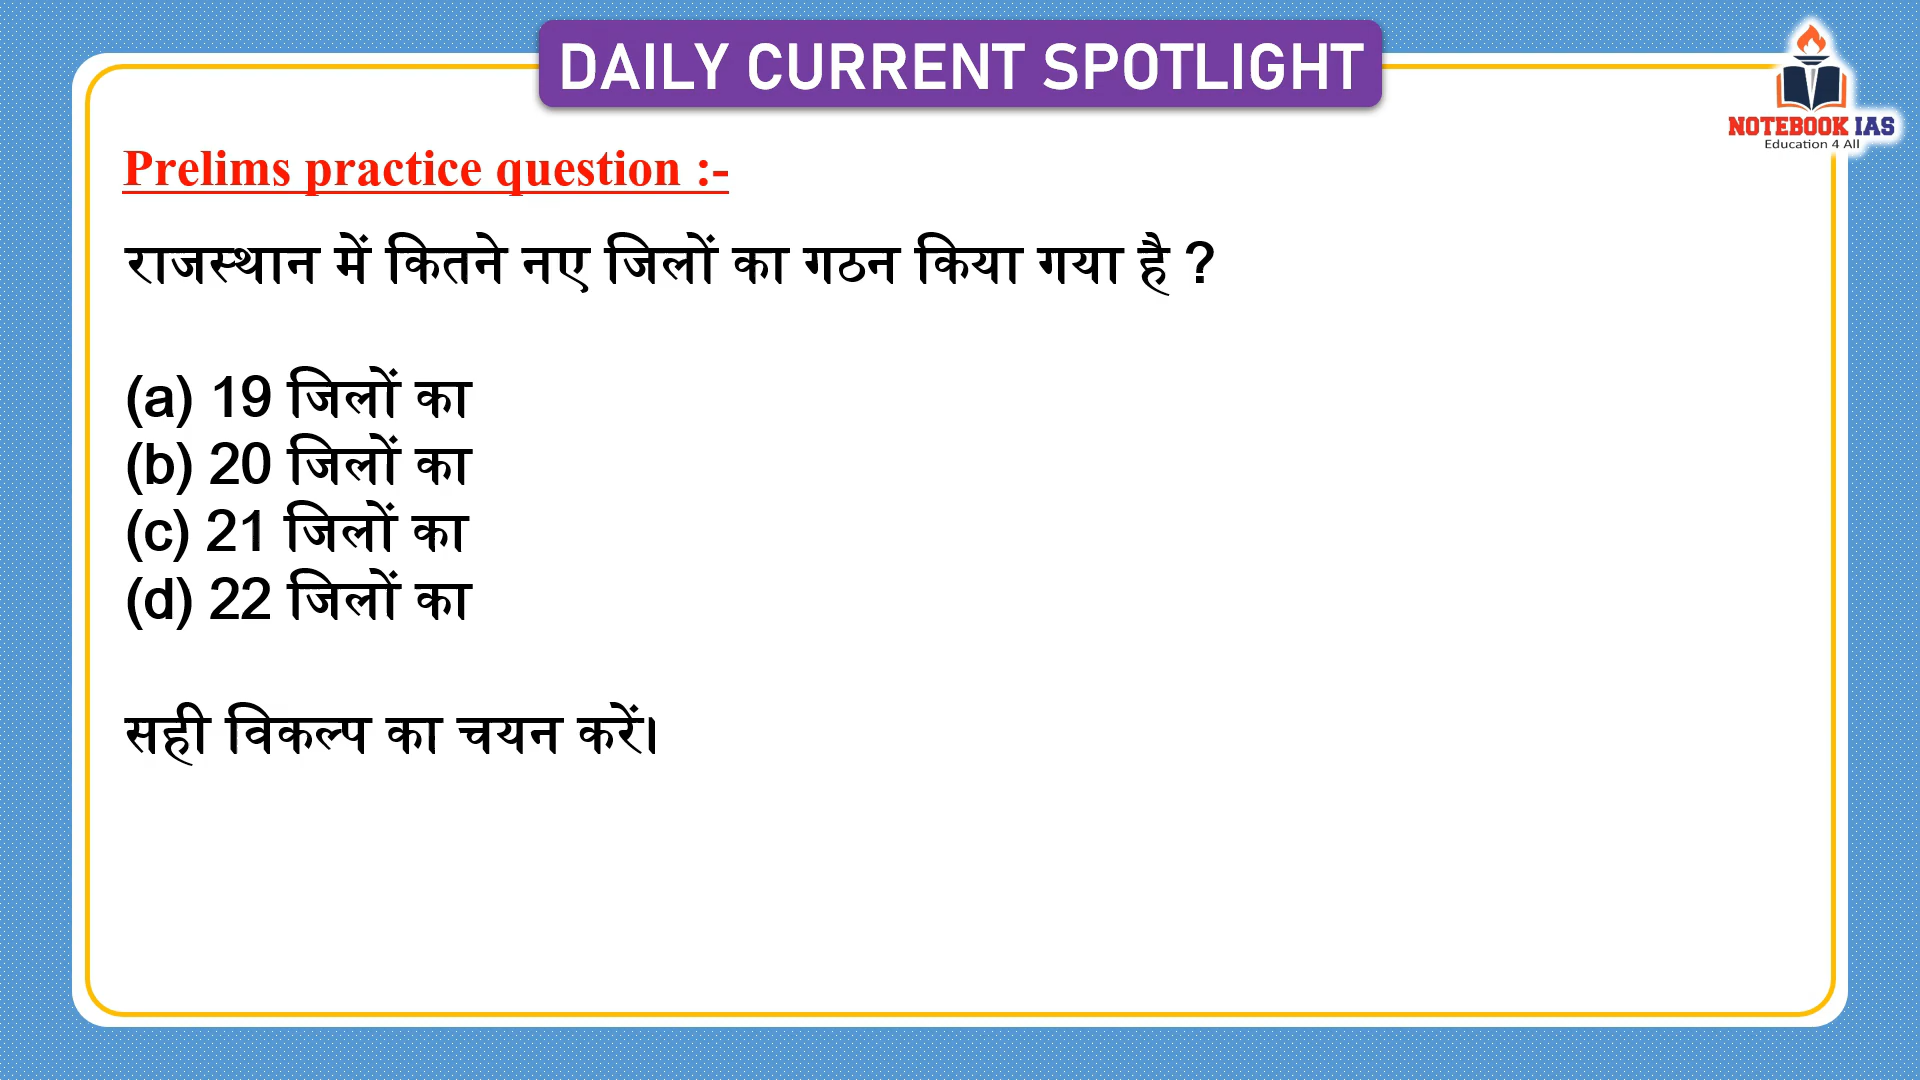 DAILY CURRENT SPOTLIGHT
NOTEBOOK IAS
Education 4 All
Prelims practice question :-
राजस्थान में कितने नए जिलों का गठन किया गया है ?
(a) 19 जिलों का
(b) 20 जिलों का
(c) 21 जिलों का
(d) 22 जिलों का
सही विकल्प का चयन करें।